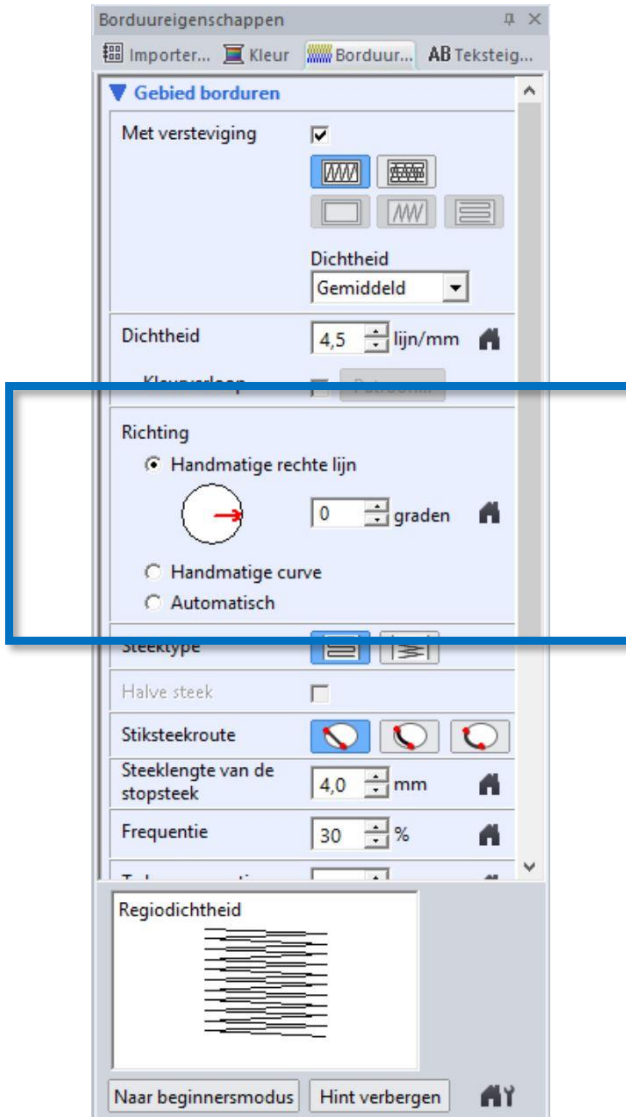 Borduureigenschappen
Importer... Kleur Borduur... AB Teksteig...
Gebied borduren
Met versteviging
Dichtheid
Gemiddeld
Dichtheid 4,5 lijn/mm
Richting
Handmatige rechte lijn
0 graden
Handmatige curve
Automatisch
Steektype
Halve steek
Stiksteekroute
Steeklengte van de
stopsteek 4,0 mm
Frequentie 30 %
Regiodichtheid
Naar beginnersmodus Hint verbergen